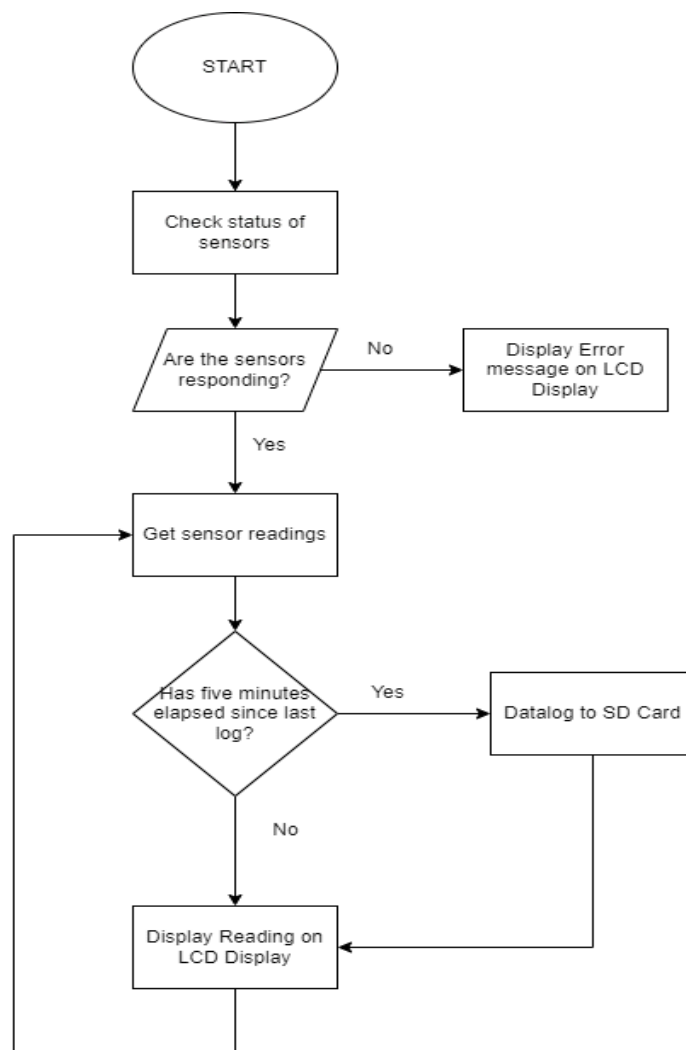 START
Check status of
sensors
Are the sensors
responding?
No
Display Error
message on LCD
Display
Yes
Get sensor readings
Has five minutes
elapsed since last
log?
Yes
Datalog to SD Card
No
Display Reading on
LCD Display